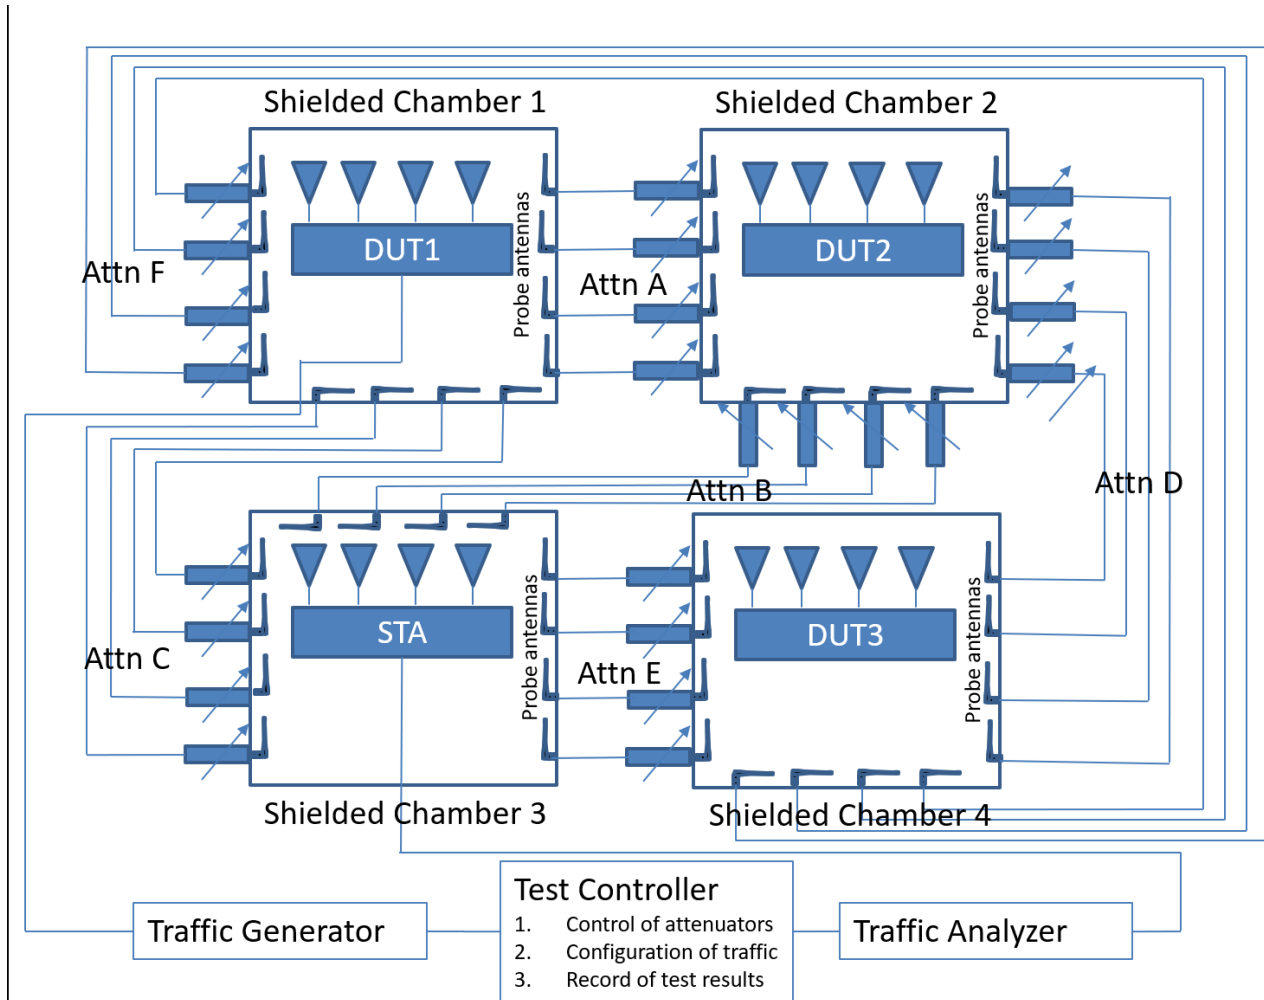 Shielded Chamber 1
Shielded Chamber 2
DUT1
Probe antennas
DUT2
Probe antennas
Attn F
Attn A
Attn B
Attn D
STA
Probe antennas
DUT3
Probe antennas
Attn C
Attn E
Shielded Chamber 3
Shielded Chamber 4
Traffic Generator
Test Controller
1. Control of attenuators
2. Configuration of traffic
3. Record of test results
Traffic Analyzer